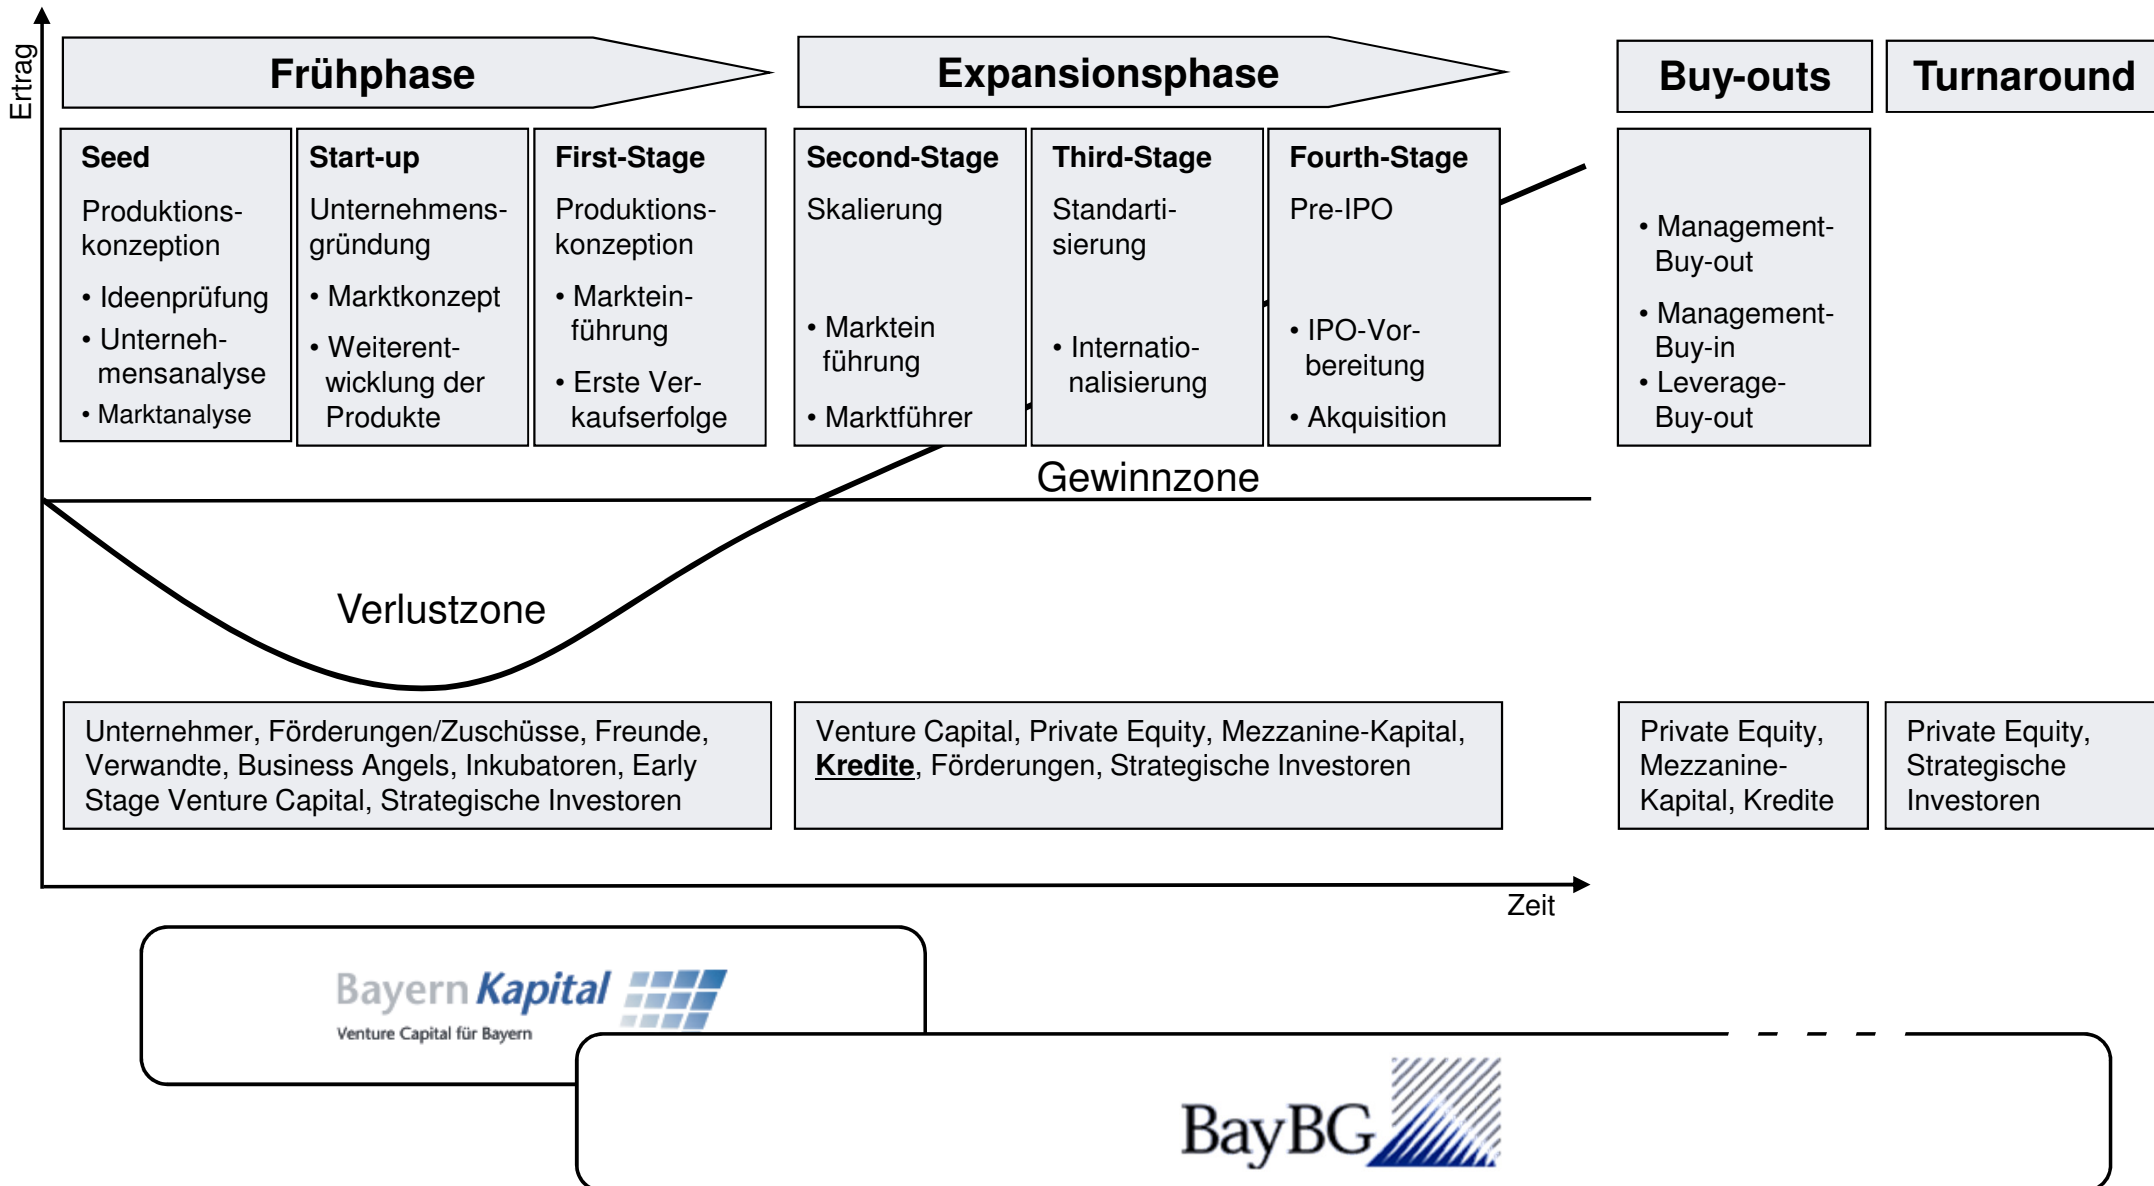 Ertrag
Frühphase
Expansionsphase
Buy-outs
Turnaround
Seed
Produktions-
konzeption
• Ideenprüfung
• Unterneh-
mensanalyse
• Marktanalyse
Start-up
Unternehmens-
gründung
• Marktkonzept
• Weiterent-
wicklung der
Produkte
First-Stage
Produktions-
konzeption
• Marktein-
führung
• Erste Ver-
kaufserfolge
Second-Stage
Skalierung
• Marktein
führung
• Marktführer
Third-Stage
Standarti-
sierung
• Internatio-
nalisierung
Fourth-Stage
Pre-IPO
• IPO-Vor-
bereitung
• Akquisition
• Management-
Buy-out
• Management-
Buy-in
• Leverage-
Buy-out
Gewinnzone
Verlustzone
Unternehmer, Förderungen/Zuschüsse, Freunde,
Verwandte, Business Angels, Inkubatoren, Early
Stage Venture Capital, Strategische Investoren
Venture Capital, Private Equity, Mezzanine-Kapital,
Kredite, Förderungen, Strategische Investoren
Private Equity,
Mezzanine-
Kapital, Kredite
Private Equity,
Strategische
Investoren
Zeit
Bayern Kapital
Venture Capital für Bayern
BayBG